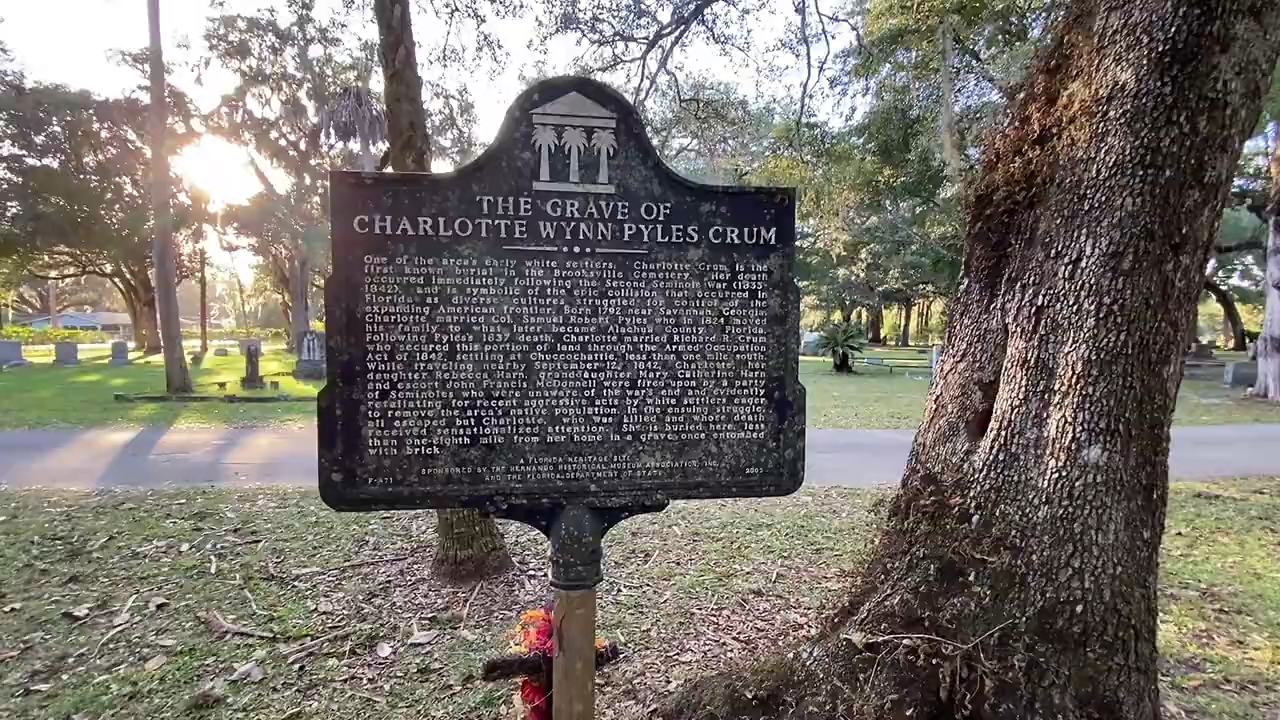 THE GRAVE OF
CHARLOTTE WYNN PYLES CRUM
One of the area's early white settlers, Charlotte Crum is the
first known burial in the Brooksville Cemetery. Her death
occurred immediately following the Second Seminole War (1835-
1842), and is symbolic of the epic collision that occurred in
Florida as diverse cultures struggled for control of the
expanding American frontier. Born 1792 near Savannah, Georgia,
Charlotte married Col. Samuel Robert Pyles who in 1824 moved
his family to what later became Alachua County, Florida.
Following Pyles's 1837 death, Charlotte married Richard R. Crum
who secured this portion of land through the Armed Occupation
Act of 1842, settling at Chuccochattie, less than one mile south.
While traveling nearby September 12, 1842, Charlotte, her
daughter Rebecca Harn, granddaughter Mary Catherine Harn,
and escort John Francis McDonnell were fired upon by a party
of Seminoles who were unaware of the war's end and evidently
retaliating for recent aggressive acts by white settlers eager
to remove the area's native population. In the ensuing struggle,
all escaped but Charlotte, who was killed and whose death
received sensationalized attention. She is buried here, less
than one-eighth mile from her home in a grave once entombed
with brick.
A FLORIDA HERITAGE SITE
SPONSORED BY THE HERNANDO HISTORICAL MUSEUM ASSOCIATION, INC.
F-471 AND THE FLORIDA DEPARTMENT OF STATE